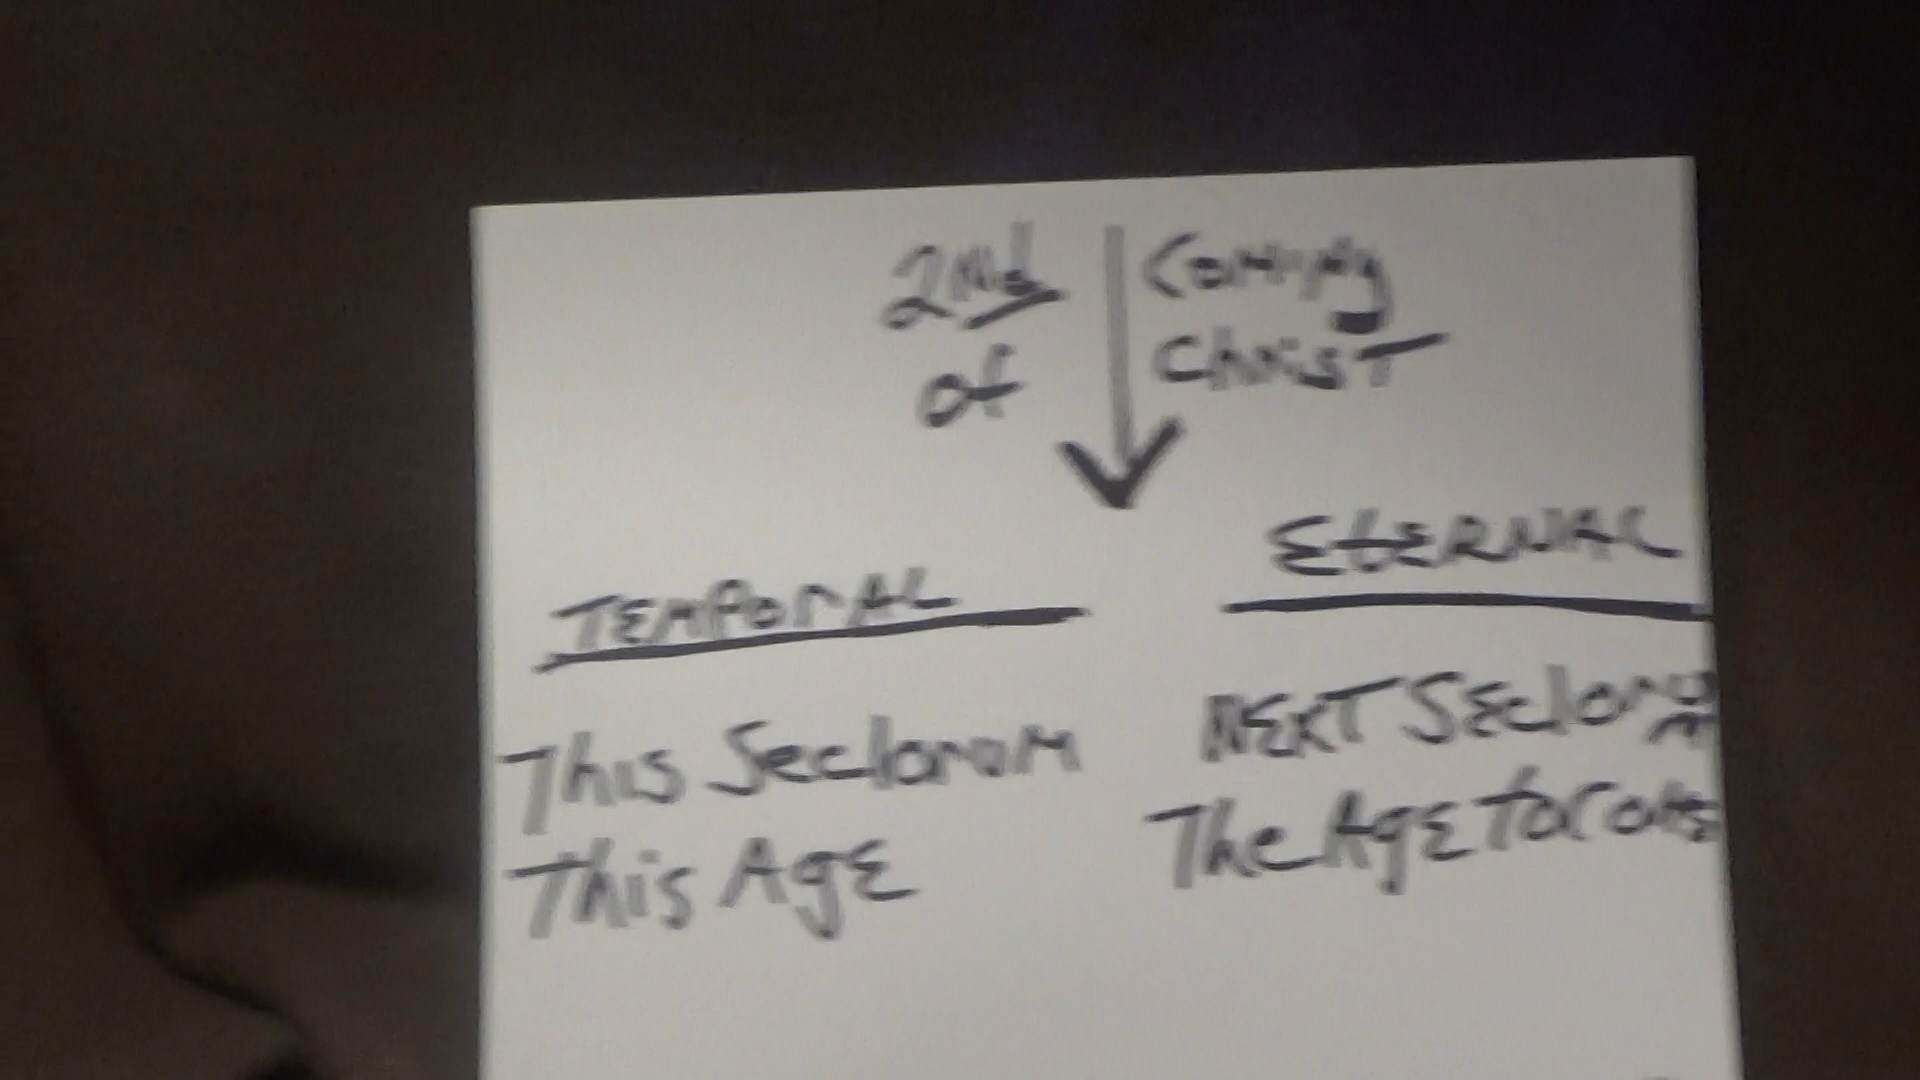 2Nd Coming
of Christ
TEMPORAL
ETERNAL
This Seclorum
This Age
NEXT Seclorum
The Age to come